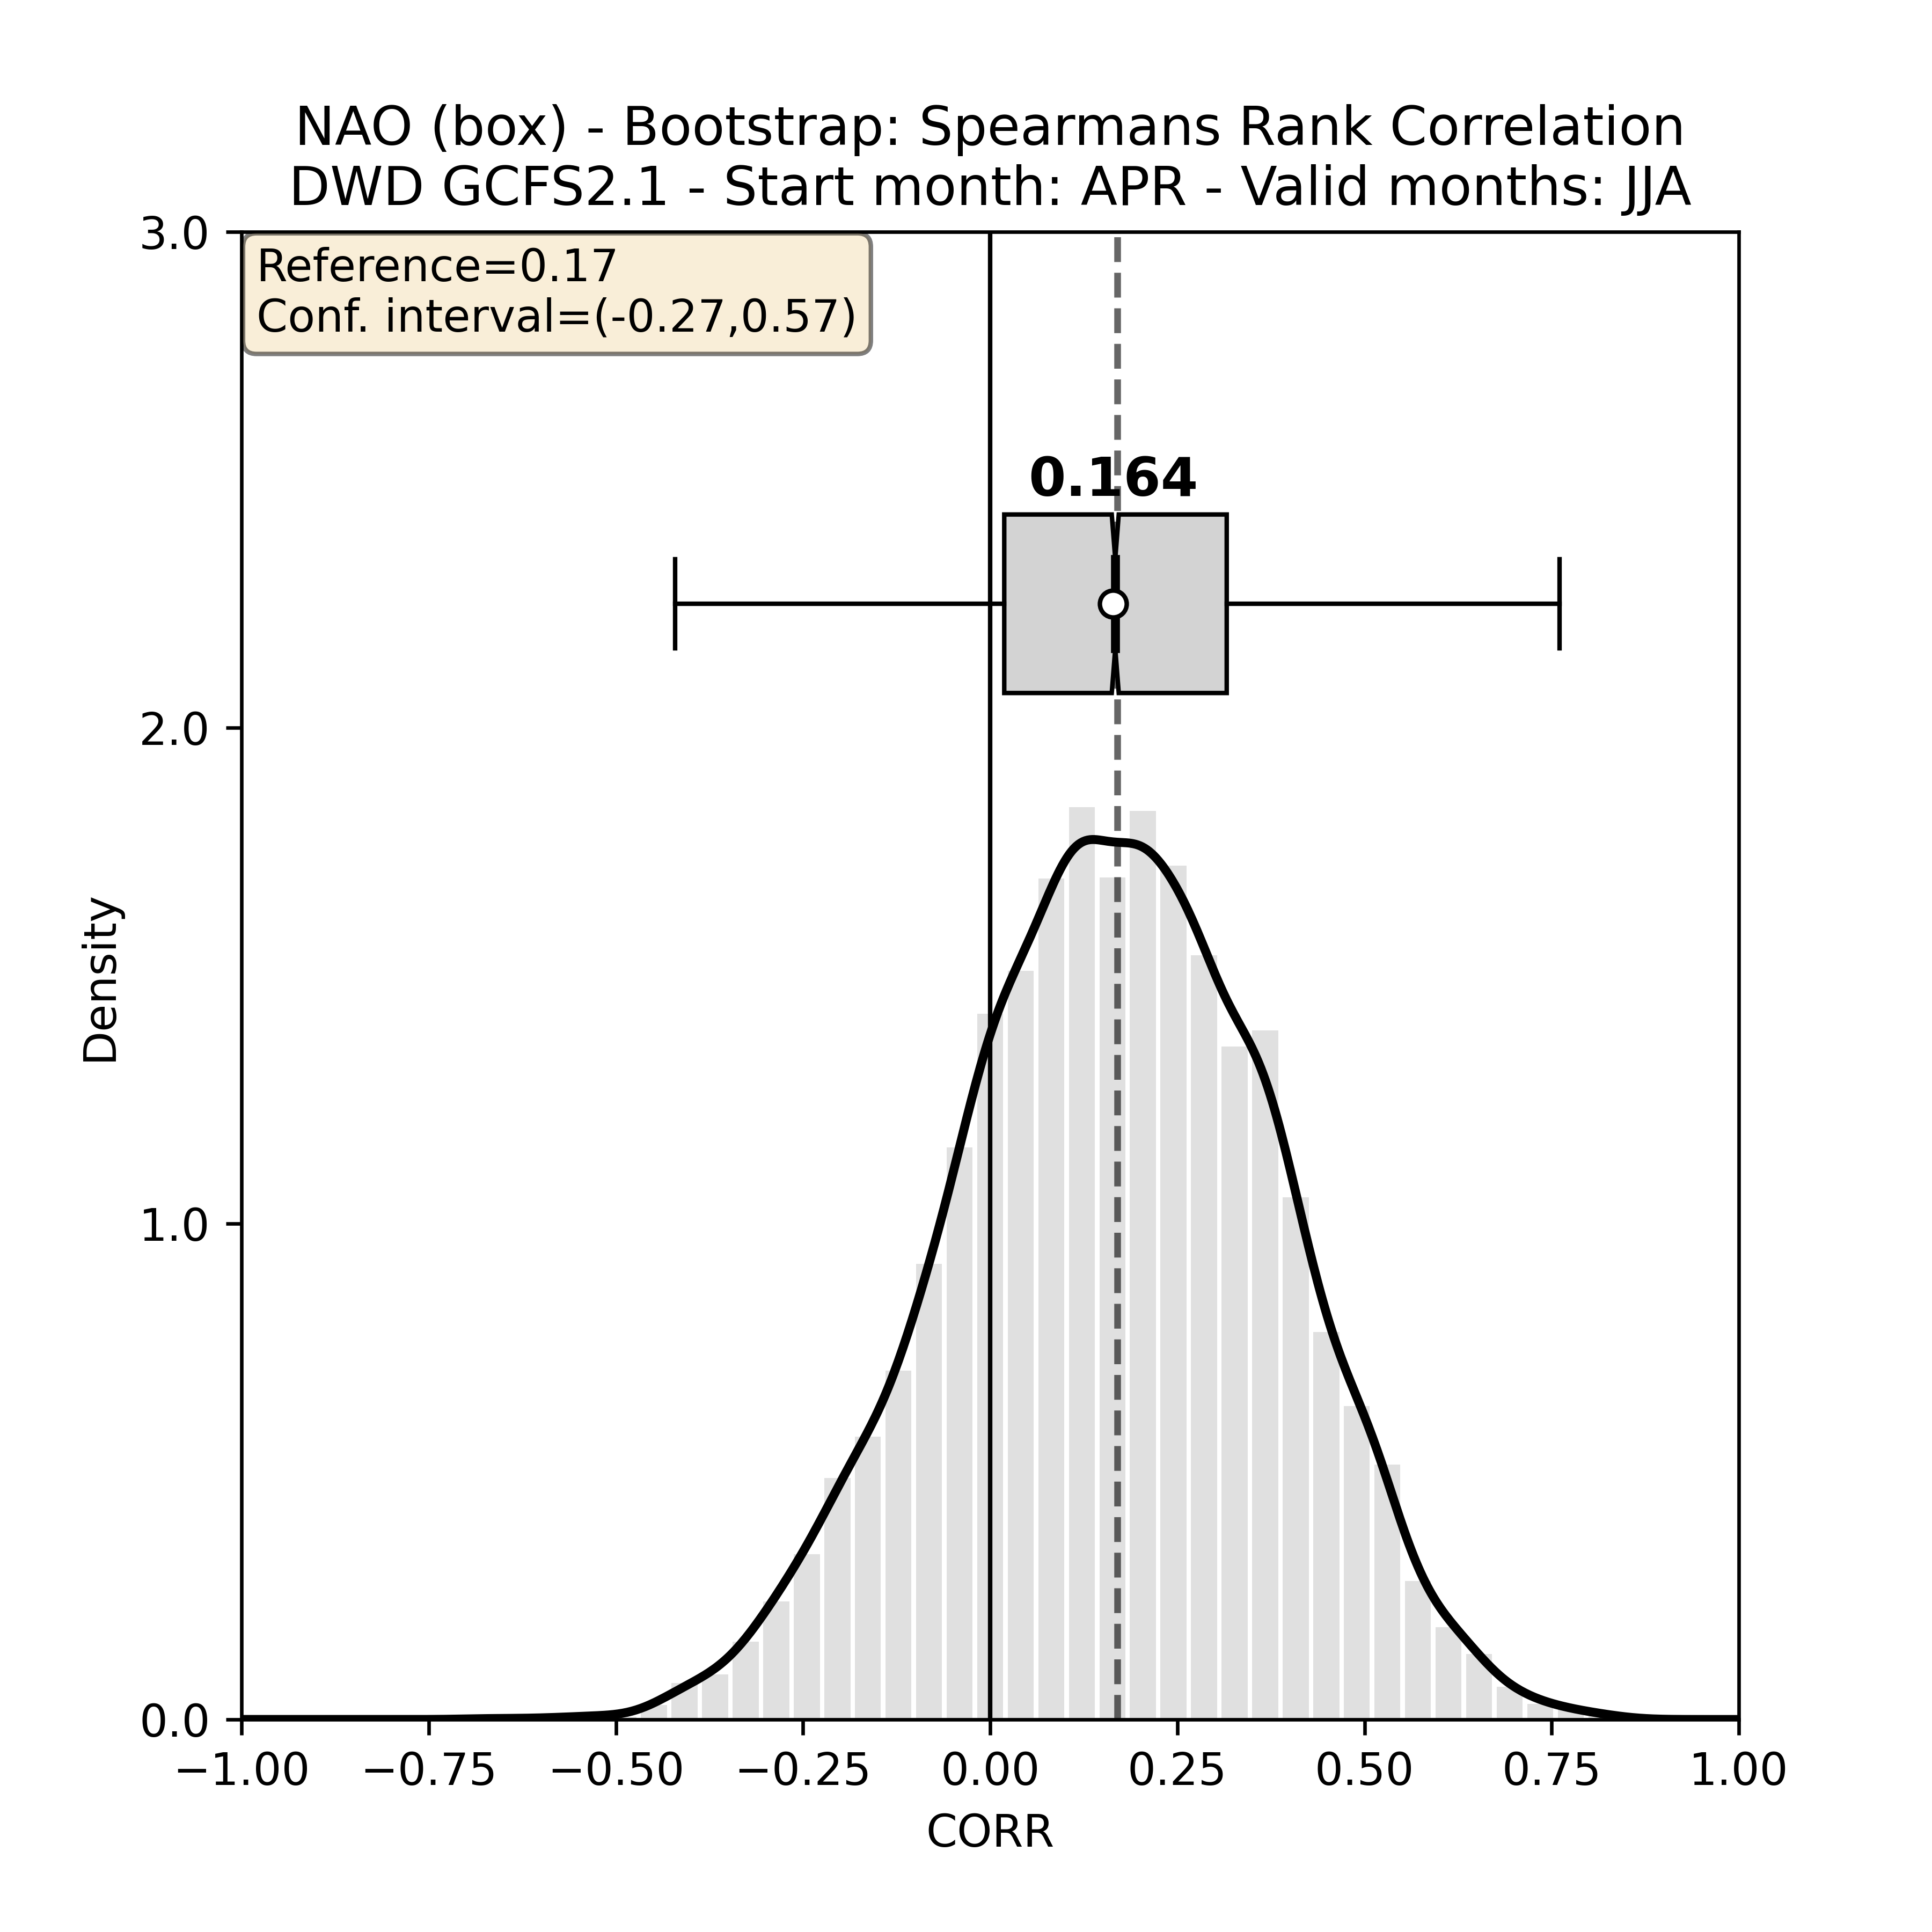 NAO (box) - Bootstrap: Spearmans Rank Correlation
DWD GCFS2.1 - Start month: APR - Valid months: JJA
Reference=0.17
Conf. interval=(-0.27,0.57)
0.164
3.0
2.0
1.0
0.0
Density
−1.00 −0.75 −0.50 −0.25 0.00 0.25 0.50 0.75 1.00
CORR